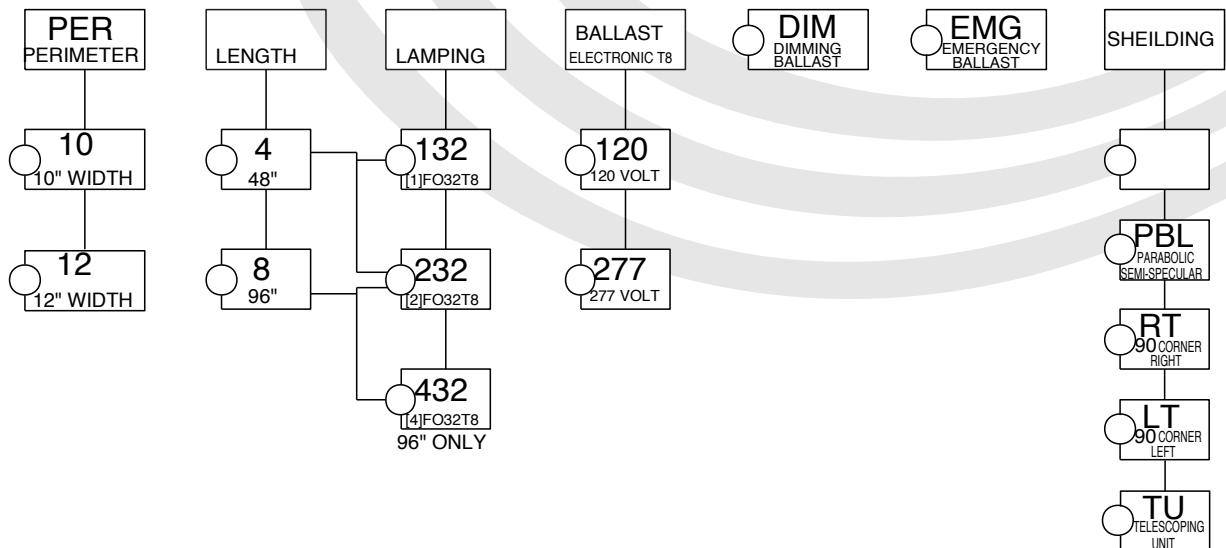 PER
PERIMETER
10
10" WIDTH
12
12" WIDTH
LENGTH
4
48"
8
96"
LAMPING
132
[1]FO32T8
232
[2]FO32T8
432
[4]FO32T8
96" ONLY
BALLAST
ELECTRONIC T8
120
120 VOLT
277
277 VOLT
DIM
DIMMING
BALLAST
EMG
EMERGENCY
BALLAST
SHEILDING
PBL
PARABOLIC
SEMI-SPECULAR
RT
90 CORNER
RIGHT
LT
90 CORNER
LEFT
TU
TELESCOPING
UNIT